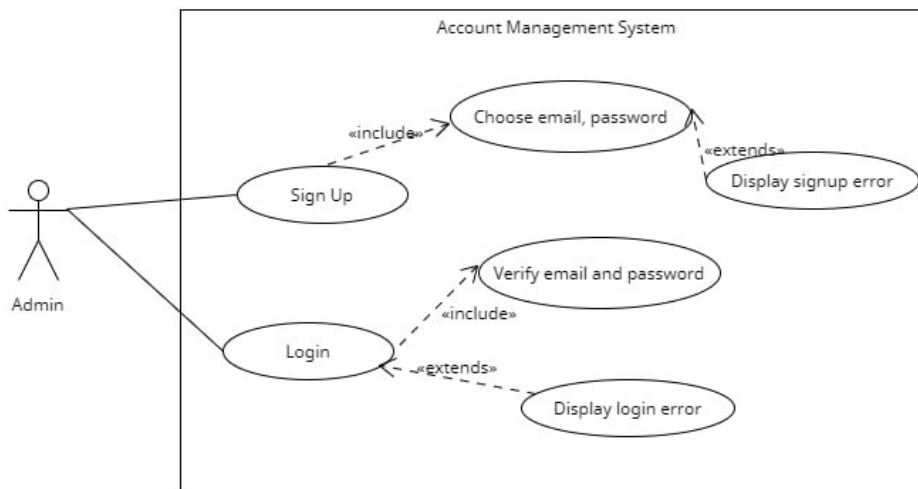 Account Management System
Choose email, password
«include»
«extends»
Display signup error
Sign Up
Verify email and password
Admin
«include»
Login
«extends»
Display login error